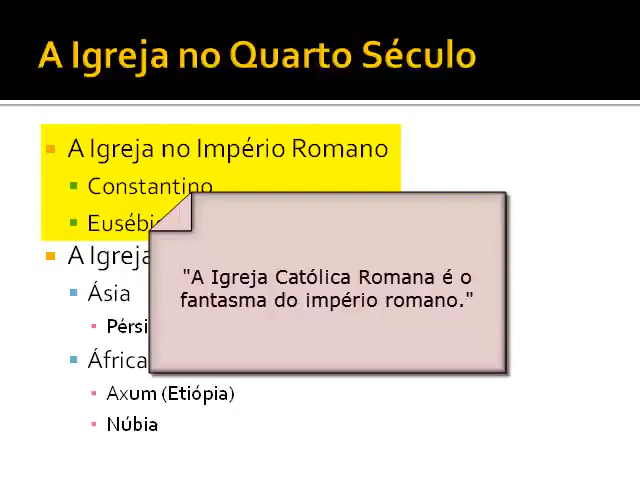 A Igreja no Quarto Século
A Igreja no Império Romano
Constantino
A Igreja
"A Igreja Católica Romana é o
fantasma do império romano."
Ásia
África
Axum (Etiópia)
Núbia